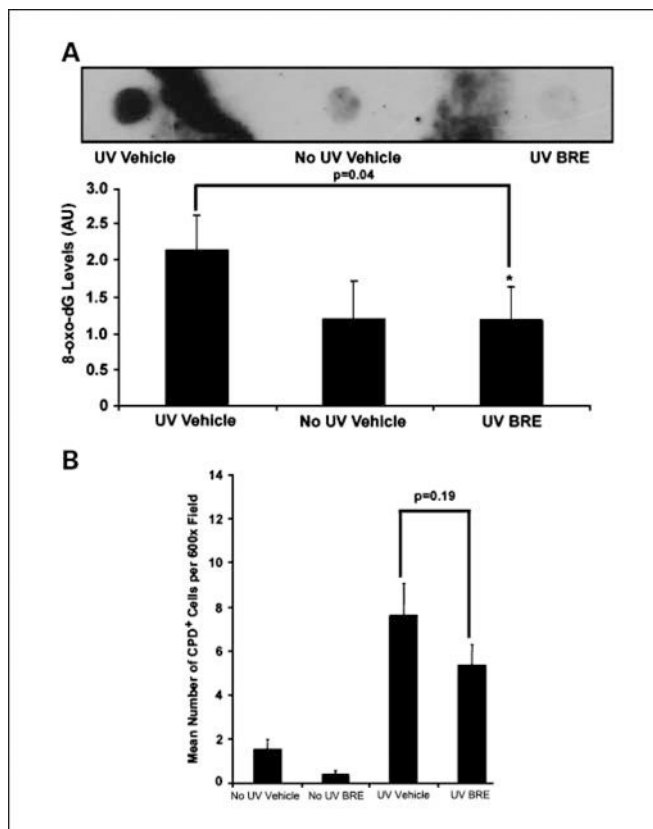 A
UV Vehicle No UV Vehicle UV BRE
p=0.04
3.0
2.5
2.0
1.5
1.0
0.5
0
8-oxo-dG Levels (AU)
*
UV Vehicle No UV Vehicle UV BRE
B
14
12
10
8
6
4
2
0
Mean Number of CPD⁺ Cells per 600x Field
p=0.19
No UV Vehicle No UV BRE UV Vehicle UV BRE